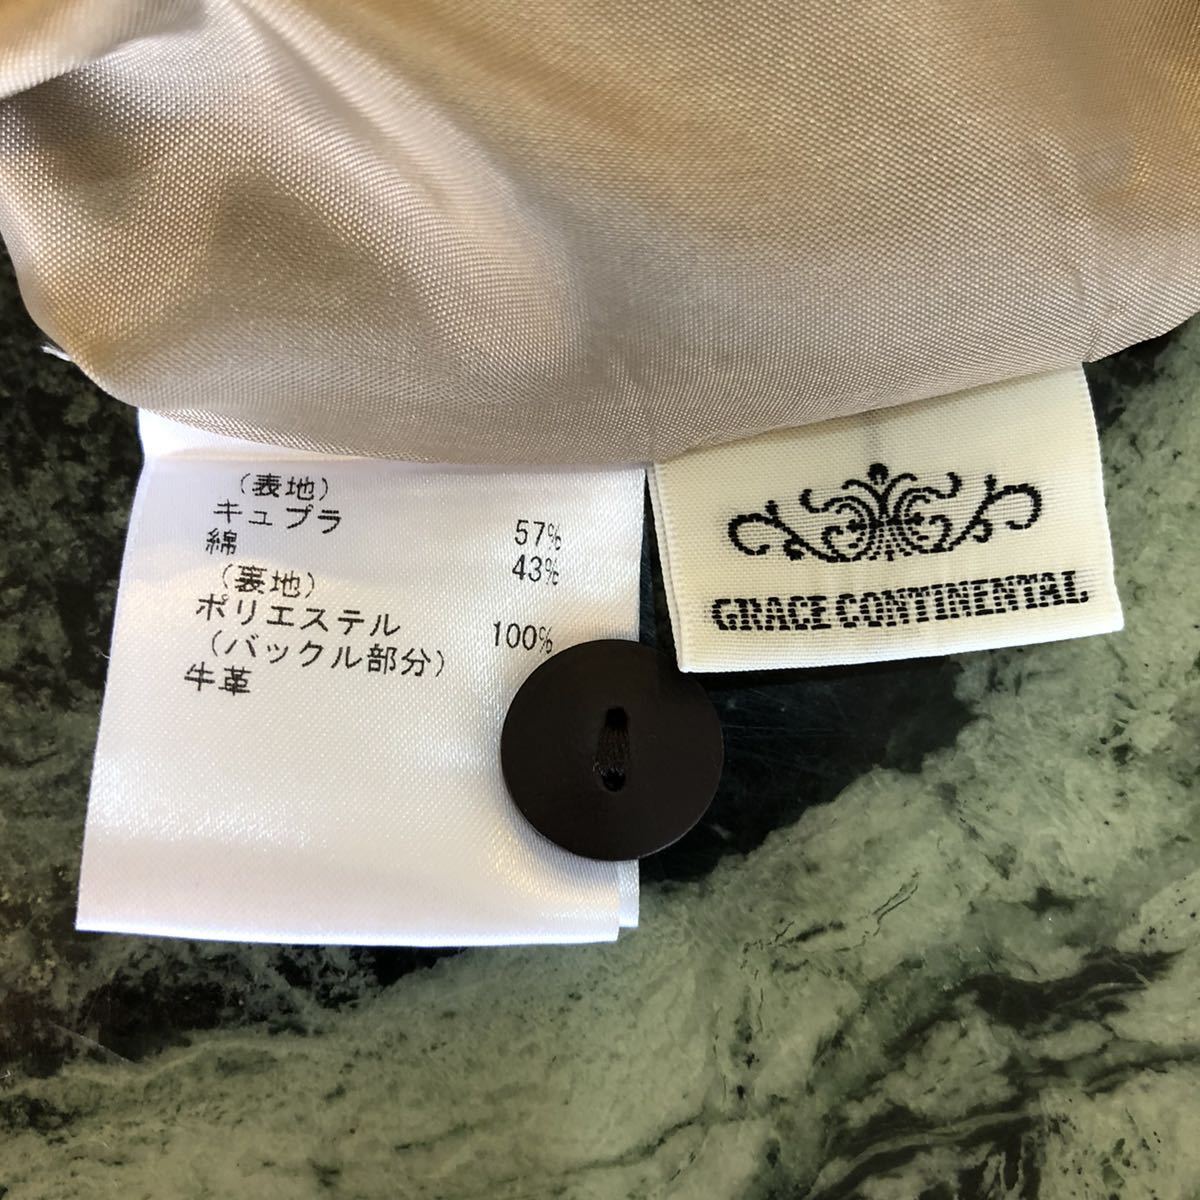 （表地）
キュプラ 57%
綿 43%
（裏地）
ポリエステル 100%
（バックル部分）
牛革
GRACE CONTINENTAL